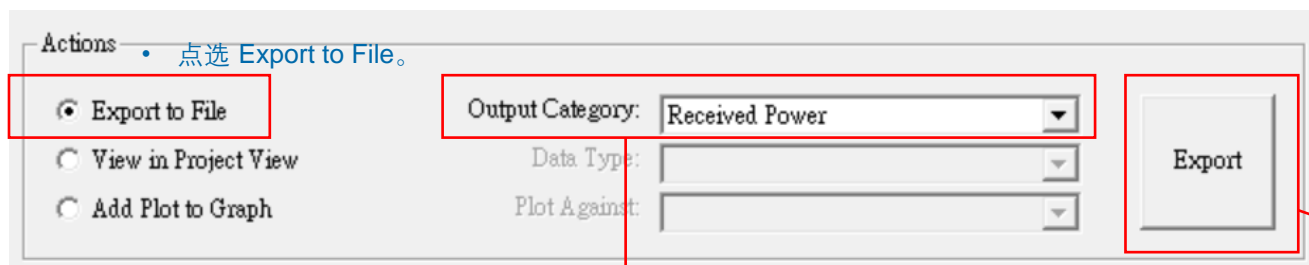 Actions
• 点选 Export to File。
Export to File
Output Category: Received Power
View in Project View
Data Type:
Export
Add Plot to Graph
Plot Against: